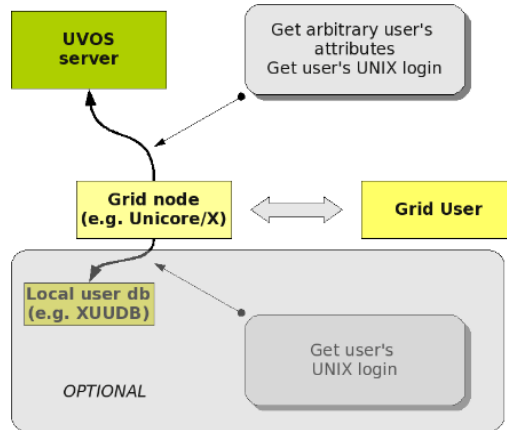 UVOS
server
Get arbitrary user's
attributes
Get user's UNIX login
Grid node
(e.g. Unicore/X)
Grid User
Local user db
(e.g. XUUDB)
Get user's
UNIX login
OPTIONAL